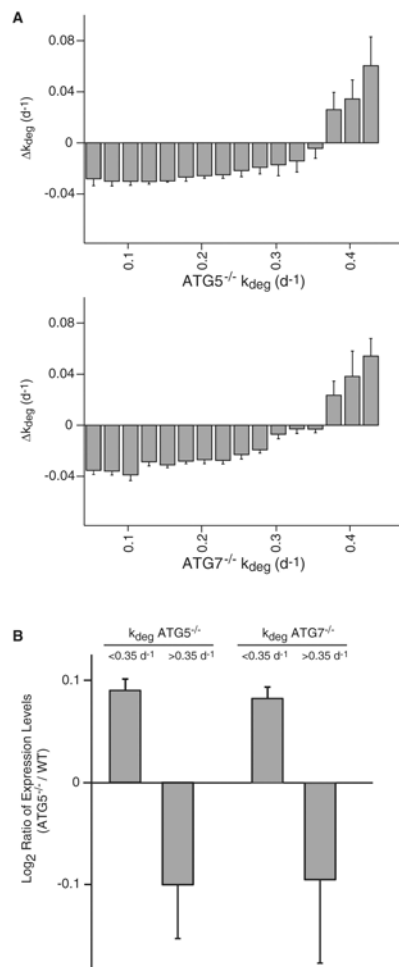 A
0.08
0.04
0
-0.04
Δkdeg (d-1)
0.1
0.2
0.3
0.4
ATG5-/- kdeg (d-1)
0.08
0.04
0
-0.04
Δkdeg (d-1)
0.1
0.2
0.3
0.4
ATG7-/- kdeg (d-1)
B
kdeg ATG5-/- kdeg ATG7-/-
<0.35 d-1 >0.35 d-1 <0.35 d-1 >0.35 d-1
0.1
0
-0.1
Log2 Ratio of Expression Levels
(ATG5-/- / WT)